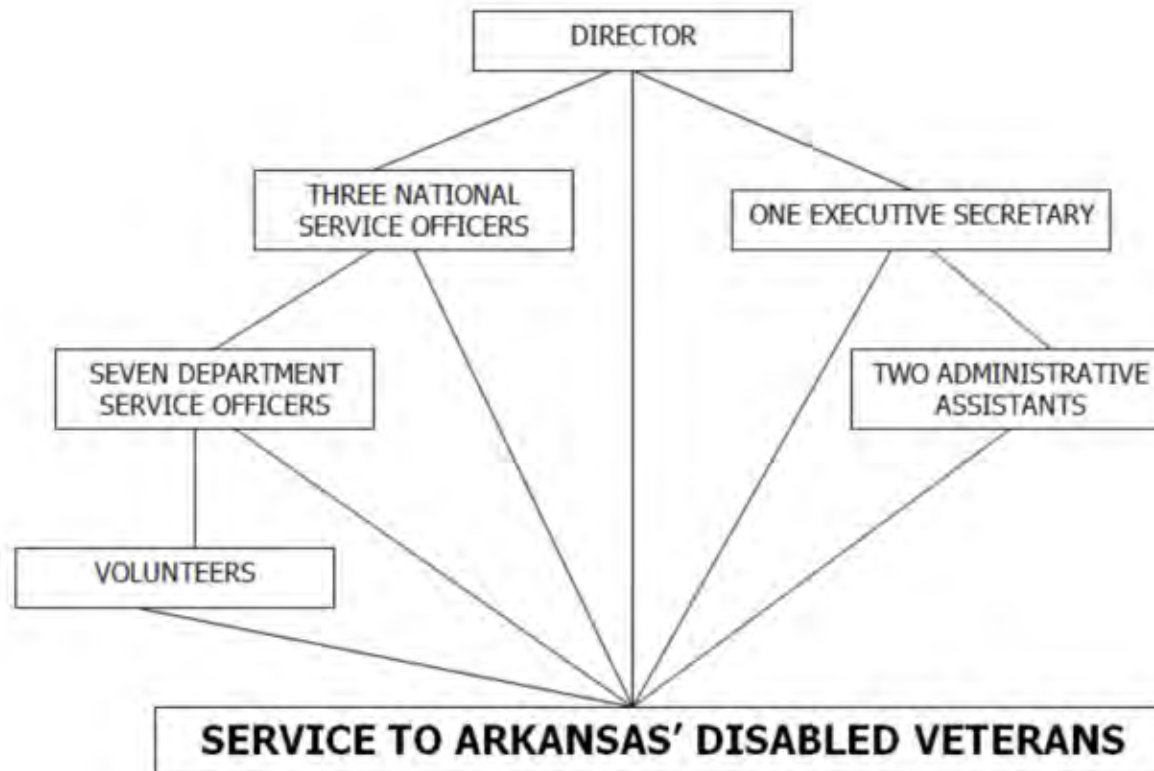 DIRECTOR
THREE NATIONAL
SERVICE OFFICERS
ONE EXECUTIVE SECRETARY
SEVEN DEPARTMENT
SERVICE OFFICERS
TWO ADMINISTRATIVE
ASSISTANTS
VOLUNTEERS
SERVICE TO ARKANSAS’ DISABLED VETERANS